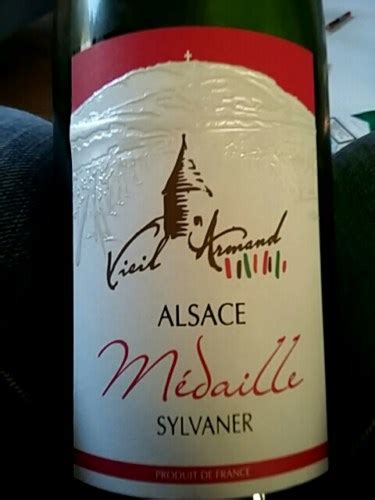 Vieil Armand
ALSACE
Médaille
SYLVANER
PRODUIT DE FRANCE